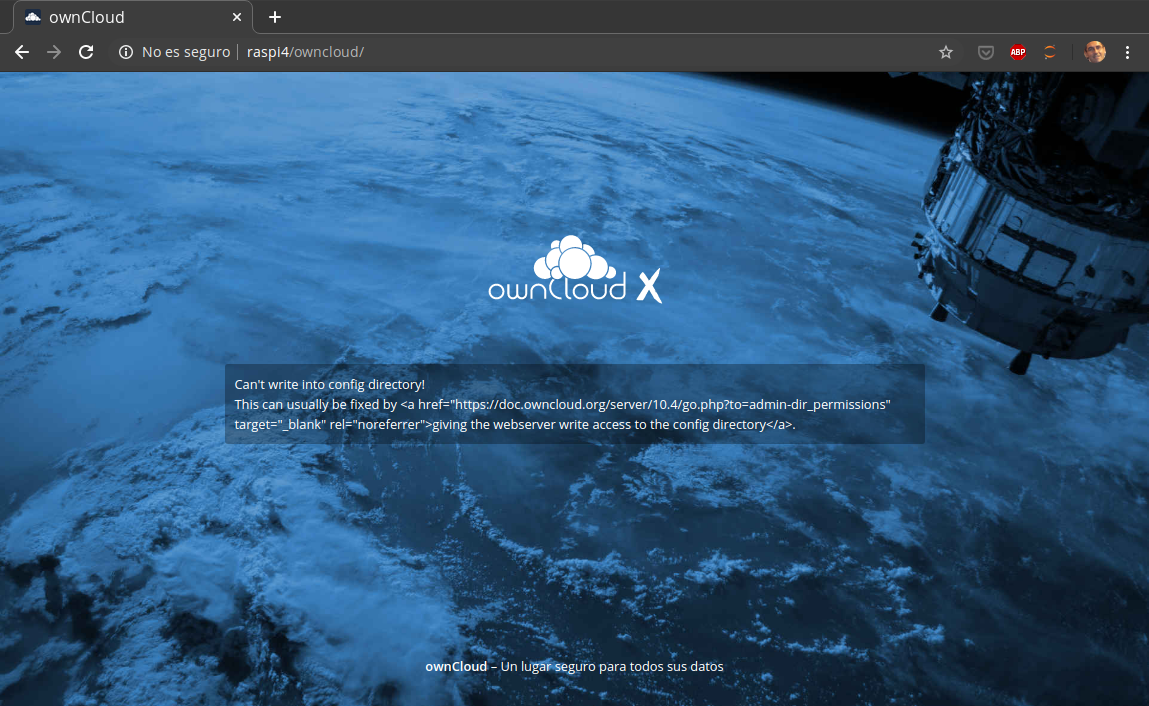 ownCloud
No es seguro | raspi4/owncloud/
ABP
ownCloud X
Can't write into config directory!
This can usually be fixed by <a href="https://doc.owncloud.org/server/10.4/go.php?to=admin-dir_permissions"
target="_blank" rel="noreferrer">giving the webserver write access to the config directory</a>.
ownCloud – Un lugar seguro para todos sus datos